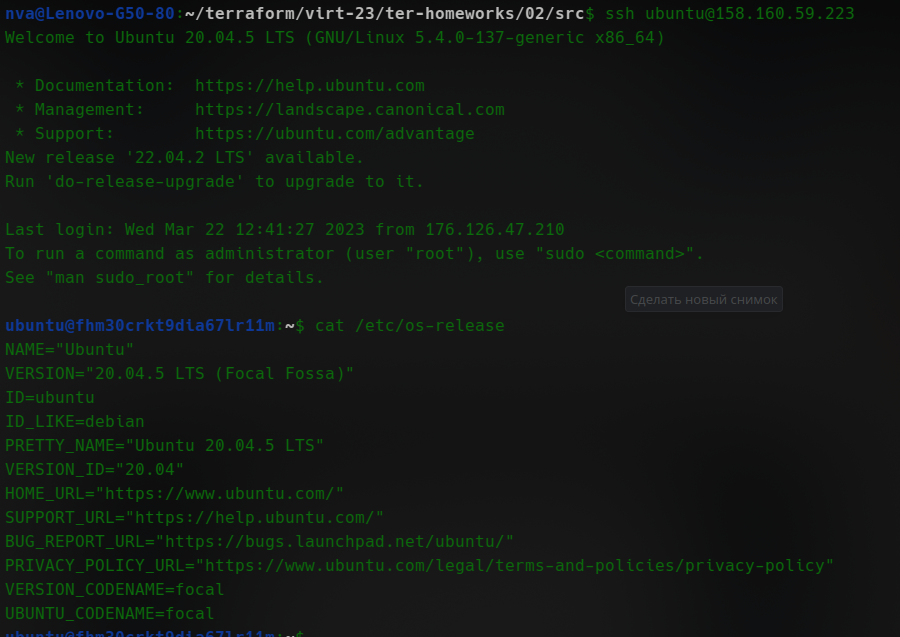 nva@Lenovo-G50-80:~/terraform/virt-23/ter-homeworks/02/src$ ssh ubuntu@158.160.59.223
Welcome to Ubuntu 20.04.5 LTS (GNU/Linux 5.4.0-137-generic x86_64)
 * Documentation:  https://help.ubuntu.com
 * Management:     https://landscape.canonical.com
 * Support:        https://ubuntu.com/advantage
New release '22.04.2 LTS' available.
Run 'do-release-upgrade' to upgrade to it.
Last login: Wed Mar 22 12:41:27 2023 from 176.126.47.210
To run a command as administrator (user "root"), use "sudo <command>".
See "man sudo_root" for details.
Сделать новый снимок
ubuntu@fhm30crkt9dia67lr11m:~$ cat /etc/os-release
NAME="Ubuntu"
VERSION="20.04.5 LTS (Focal Fossa)"
ID=ubuntu
ID_LIKE=debian
PRETTY_NAME="Ubuntu 20.04.5 LTS"
VERSION_ID="20.04"
HOME_URL="https://www.ubuntu.com/"
SUPPORT_URL="https://help.ubuntu.com/"
BUG_REPORT_URL="https://bugs.launchpad.net/ubuntu/"
PRIVACY_POLICY_URL="https://www.ubuntu.com/legal/terms-and-policies/privacy-policy"
VERSION_CODENAME=focal
UBUNTU_CODENAME=focal
ubuntu@fhm30crkt9dia67lr11m:~$